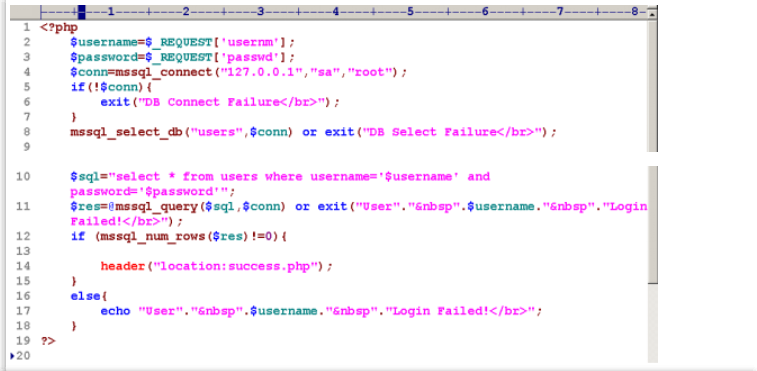 ----+----1----+----2----+----3----+----4----+----5----+----6----+----7----+----8-
1 <?php
2 $username=$_REQUEST['usernm'];
3 $password=$_REQUEST['passwd'];
4 $conn=mssql_connect("127.0.0.1","sa","root");
5 if(!$conn){
6 exit("DB Connect Failure</br>");
7 }
8 mssql_select_db("users",$conn) or exit("DB Select Failure</br>");
9
10 $sql="select * from users where username='$username' and
password='$password'";
11 $res=@mssql_query($sql,$conn) or exit("User"."&nbsp".$username."&nbsp"."Login
Failed!</br>");
12 if (mssql_num_rows($res)!=0){
13
14 header("location:success.php");
15 }
16 else{
17 echo "User"."&nbsp".$username."&nbsp"."Login Failed!</br>";
18 }
19 ?>
20